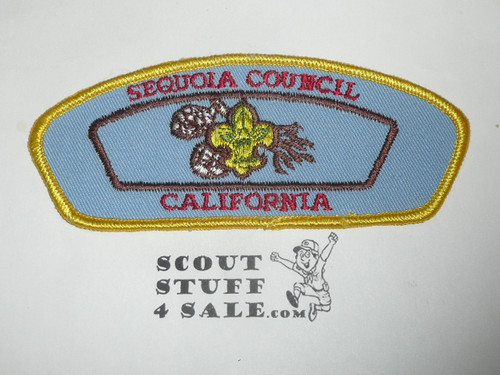 SEQUOIA COUNCIL
CALIFORNIA
SCOUT
STUFF
4 SALE.com